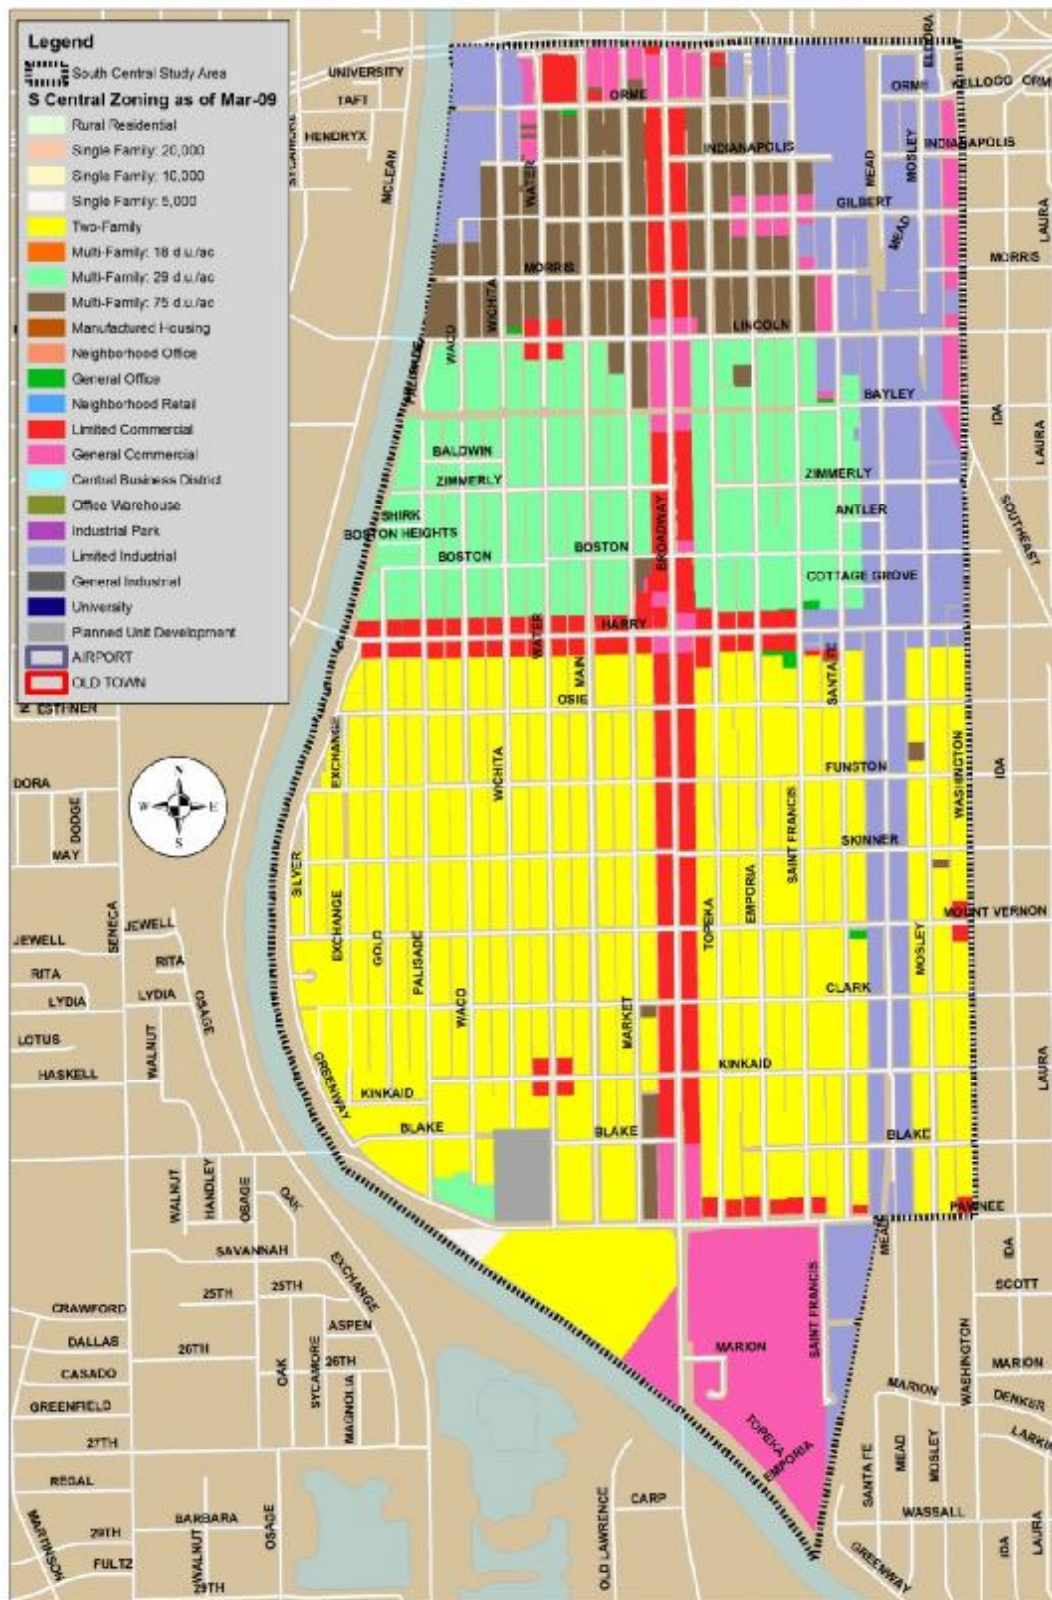 Legend
South Central Study Area
S Central Zoning as of Mar-09
Rural Residential
Single Family: 20,000
Single Family: 10,000
Single Family: 5,000
Two-Family
Multi-Family: 18 d.u./ac
Multi-Family: 29 d.u./ac
Multi-Family: 75 d.u./ac
Manufactured Housing
Neighborhood Office
General Office
Neighborhood Retail
Limited Commercial
General Commercial
Central Business District
Office Warehouse
Industrial Park
Limited Industrial
General Industrial
University
Planned Unit Development
AIRPORT
OLD TOWN
UNIVERSITY
TAFT
HENDRYX
SYCAMORE
MCLEAN
ELDORA
ORME
ORME
KELLOGG
ORM
INDIANAPOLIS
MEAD
MOSLEY
INDIANAPOLIS
WATER
GILBERT
LAURA
MEAD
MORRIS
MORRIS
WICHITA
LINCOLN
WACO
PALISADE
BAYLEY
IDA
LAURA
BALDWIN
ZIMMERLY
ZIMMERLY
SHIRK
ANTLER
SOUTHEAST
BOSTON HEIGHTS
BROADWAY
BOSTON
BOSTON
COTTAGE GROVE
WATER
HARRY
MAIN
SANTA FE
OSIE
ESTHNER
EXCHANGE
WICHITA
FUNSTON
WASHINGTON
IDA
DORA
DODGE
N
W
E
S
MAY
SILVER
SAINT FRANCIS
SKINNER
EMPORIA
MOUNT VERNON
SENECA
JEWELL
JEWELL
EXCHANGE
GOLD
PALISADE
TOPEKA
MOSLEY
RITA
RITA
LYDIA
LYDIA
OSAGE
WACO
MARKET
CLARK
LOTUS
WALNUT
HASKELL
GREENWAY
KINKAID
KINKAID
LAURA
BLAKE
BLAKE
BLAKE
WALNUT
HANDLEY
OSAGE
OAK
PAWNEE
MEAD
IDA
SAVANNAH
EXCHANGE
25TH
25TH
SCOTT
CRAWFORD
ASPEN
SAINT FRANCIS
WASHINGTON
DALLAS
26TH
OAK
SYCAMORE
26TH
MARION
MARION
CASADO
MAGNOLIA
MARION
DENKER
GREENFIELD
27TH
TOPEKA
EMPORIA
SANTA FE
MEAD
MOSLEY
REGAL
OLD LAWRENCE
CARP
MARTINSON
BARBARA
OSAGE
WASSALL
29TH
WALNUT
FULTZ
29TH
GREENWAY
IDA
LAURA